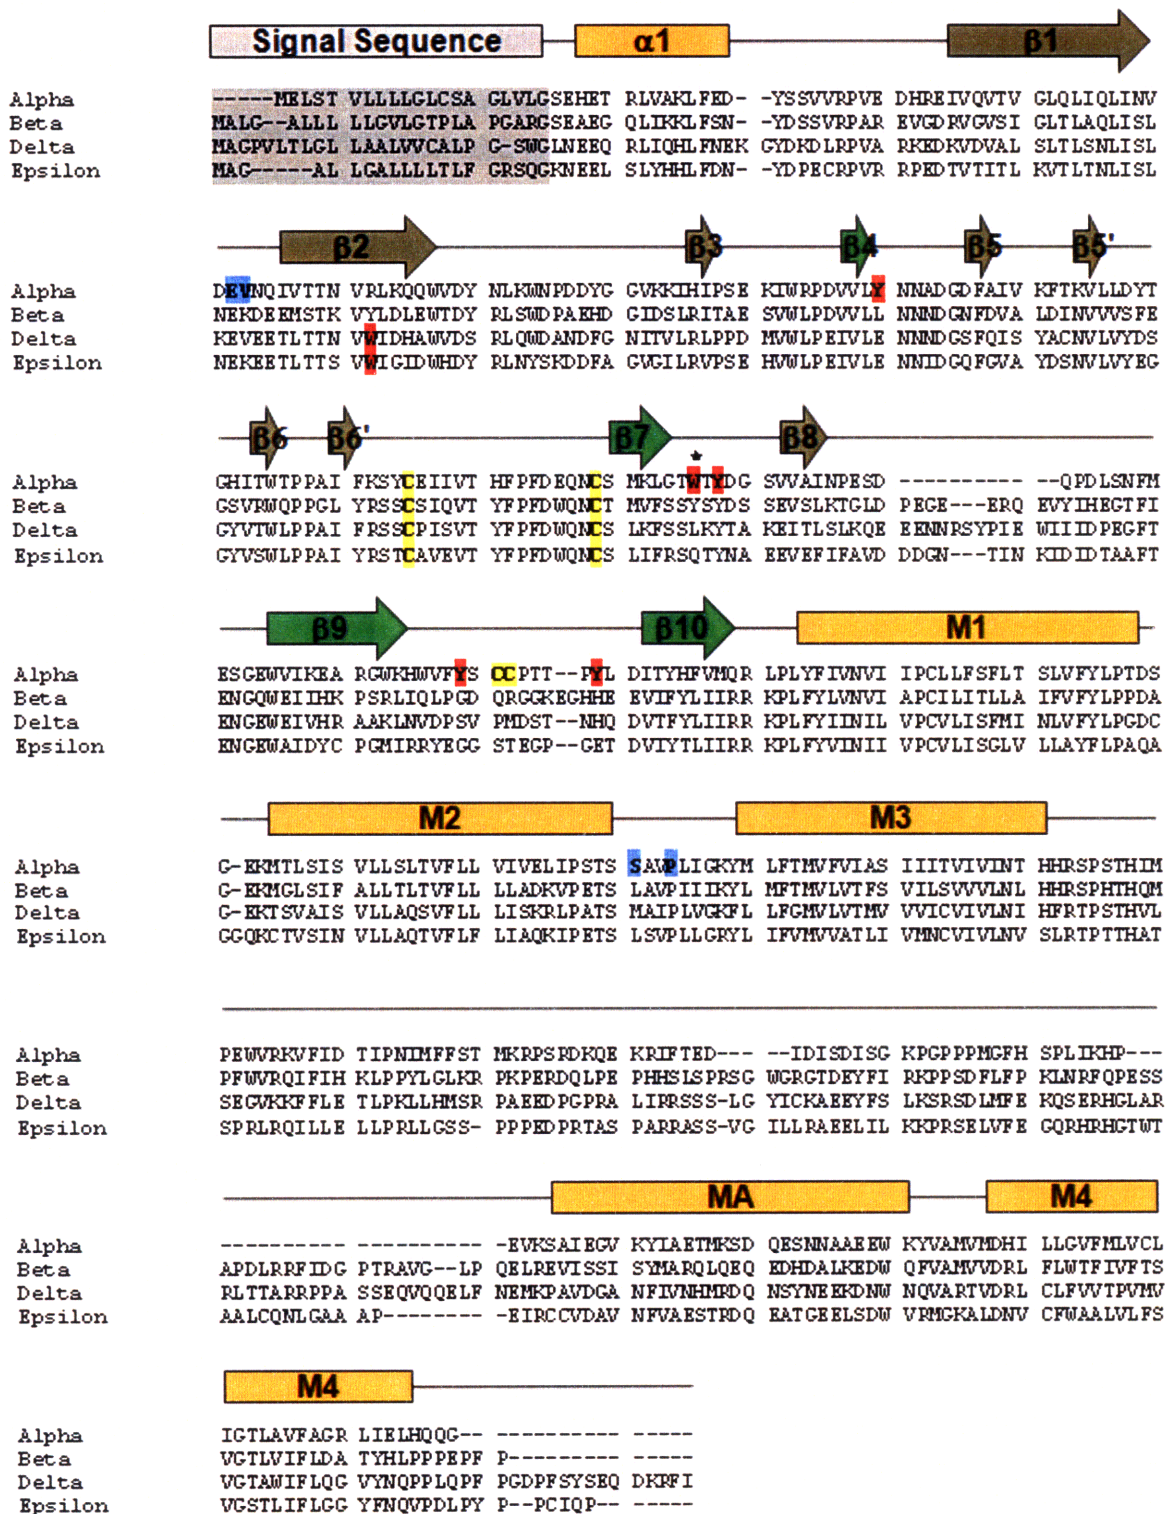 Signal Sequence α1 β1
Alpha -----MELST VLLLLGLCSA GLVLGSEHET RLVAKLFED- -YSSVVRPVE DHREIVQVTV GLQLIQLINV
Beta MALG--ALLL LLGVLGTPLA PGARGSEAEG QLIKKLFSN- -YDSSVRPAR EVGDRVGVSI GLTLAQLISL
Delta MAGPVLTLGL LAALVVCALP G-SWGLNEEQ RLIQHLFNEK GYDKDLRPVA RKEDKVDVAL SLTLSNLISL
Epsilon MAG-----AL LGALLLLTLF GRSQGKNEEL SLYHHLFDN- -YDPECRPVR RPEDTVTITL KVTLTNLISL
β2 β3 β4 β5 β5'
Alpha DEVNQIVTTN VRLKQQWVDY NLKWNPDDYG GVKKIHIPSE KIWRPDVVLY NNADGDFAIV KFTKVLLDYT
Beta NEKDEEMSTK VYLDLEWTDY RLSWDPAEHD GIDSLRITAE SVWLPDVVLL NNNDGNFDVA LDINVVVSFE
Delta KEVEETLTTN VWIDHAWVDS RLQWDANDFG NITVLRLPPD MVWLPEIVLE NNNDGSFQIS YACNVLVYDS
Epsilon NEKEETLTTS VWIGIDWHDY RLNYSKDDFA GVGILRVPSE HVWLPEIVLE NNIDGQFGVA YDSNVLVYEG
β6 β6' β7 β8
*
Alpha GHITWTPPAI FKSYCEIIVT HFPFDEQNCS MKLGTWTYDG SVVAINPESD ---------- ---QPDLSNFM
Beta GSVRWQPPGL YRSSCSIQVT YFPFDWQNCT MVFSSYSYDS SEVSLKTGLD PEGE---ERQ EVYIHEGTFI
Delta GYVTWLPPAI FRSSCPISVT YFPFDWQNCS LKFSSLKYTA KEITLSLKQE EENNRSYPIE WIIIDPEGFT
Epsilon GYVSWLPPAI YRSTCAVEVT YFPFDWQNCS LIFRSQTYNA EEVEFIFAVD DDGN---TIN KIDIDTAAFT
β9 β10 M1
Alpha ESGEWVIKEA RGWKHWVFYS CCPTT--PYL DITYHFVMQR LPLYFIVNVI IPCLLFSFLT SLVFYLPTDS
Beta ENGQWEIIHK PSRLIQLPGD QRGGKEGHHE EVIFYLIIRR KPLFYLVNVI APCILITLLA IFVFYLPPDA
Delta ENGEWEIVHR AAKLNVDPSV PMDST--NHQ DVTFYLIIRR KPLFYIINIL VPCVLISFMI NLVFYLPGDC
Epsilon ENGEWAIDYC PGMIRRYEGG STEGP--GET DVIYTLIIRR KPLFYVINII VPCVLISGLV LLAYFLPAQA
M2 M3
Alpha G-EKMTLSIS VLLSLTVFLL VIVELIPSTS SAVPLIGKYM LFTMVFVIAS IIITVIVINT HHRSPSTHIM
Beta G-EKMGLSIF ALLTLTVFLL LLADKVPETS LAVPIIIKYL MFTMVLVTFS VILSVVVLNL HHRSPHTHQM
Delta G-EKTSVAIS VLLAQSVFLL LISKRLPATS MAIPLVGKFL LFGMVLVTMV VVICVIVLNI HFRTPSTHVL
Epsilon GGQKCTVSIN VLLAQTVFLF LIAQKIPETS LSVPLLGRYL IFVMVVATLI VMNCVIVLNV SLRTPTTHAT
Alpha PEWVRKVFID TIPNIMFFST MKRPSRDKQE KRIFTED--- -IDISDISG KPGPPPMGFH SPLIKHP---
Beta PFWVRQIFIH KLPPYLGLKR PKPERDQLPE PHHSLSPRSG WGRGTDEYFI RKPPSDFLFP KLNRFQPESS
Delta SEGVKKFFLE TLPKLLHMSR PAEEDPGPRA LIRRSSS-LG YICKAEEYFS LKSRSDLMFE KQSERHGLAR
Epsilon SPRLRQILLE LLPRLLGSS- PPPEDPRTAS PARRASS-VG ILLRAEELIL KKPRSELVFE GQRHRHGTWT
MA M4
Alpha ---------- ---------- -EVKSAIEGV KYIAETMKSD QESNNAAEEW KYVAMVMDHI LLGVFMLVCL
Beta APDLRRFIDG PTRAVG--LP QELREVISSI SYMARQLQEQ EDHDALKEDW QFVAMVVDRL FLWTFIVFTS
Delta RLTTARRPPA SSEQVQQELF NEMKPAVDGA NFIVNHMRDQ NSYNEEKDNW NQVARTVDRL CLFVVTPVMV
Epsilon AALCQNLGAA AP-------- -EIRCCVDAV NFVAESTRDQ EATGEELSDW VRMGKALDNV CFWAALVLFS
M4
Alpha IGTLAVFAGR LIELHQQG-- ---------- -----
Beta VGTLVIFLDA TYHLPPPEPF P--------- -----
Delta VGTAWIFLQG VYNQPPLQPF PGDPFSYSEQ DKRFI
Epsilon VGSTLIFLGG YFNQVPDLPY P--PCIQP-- -----